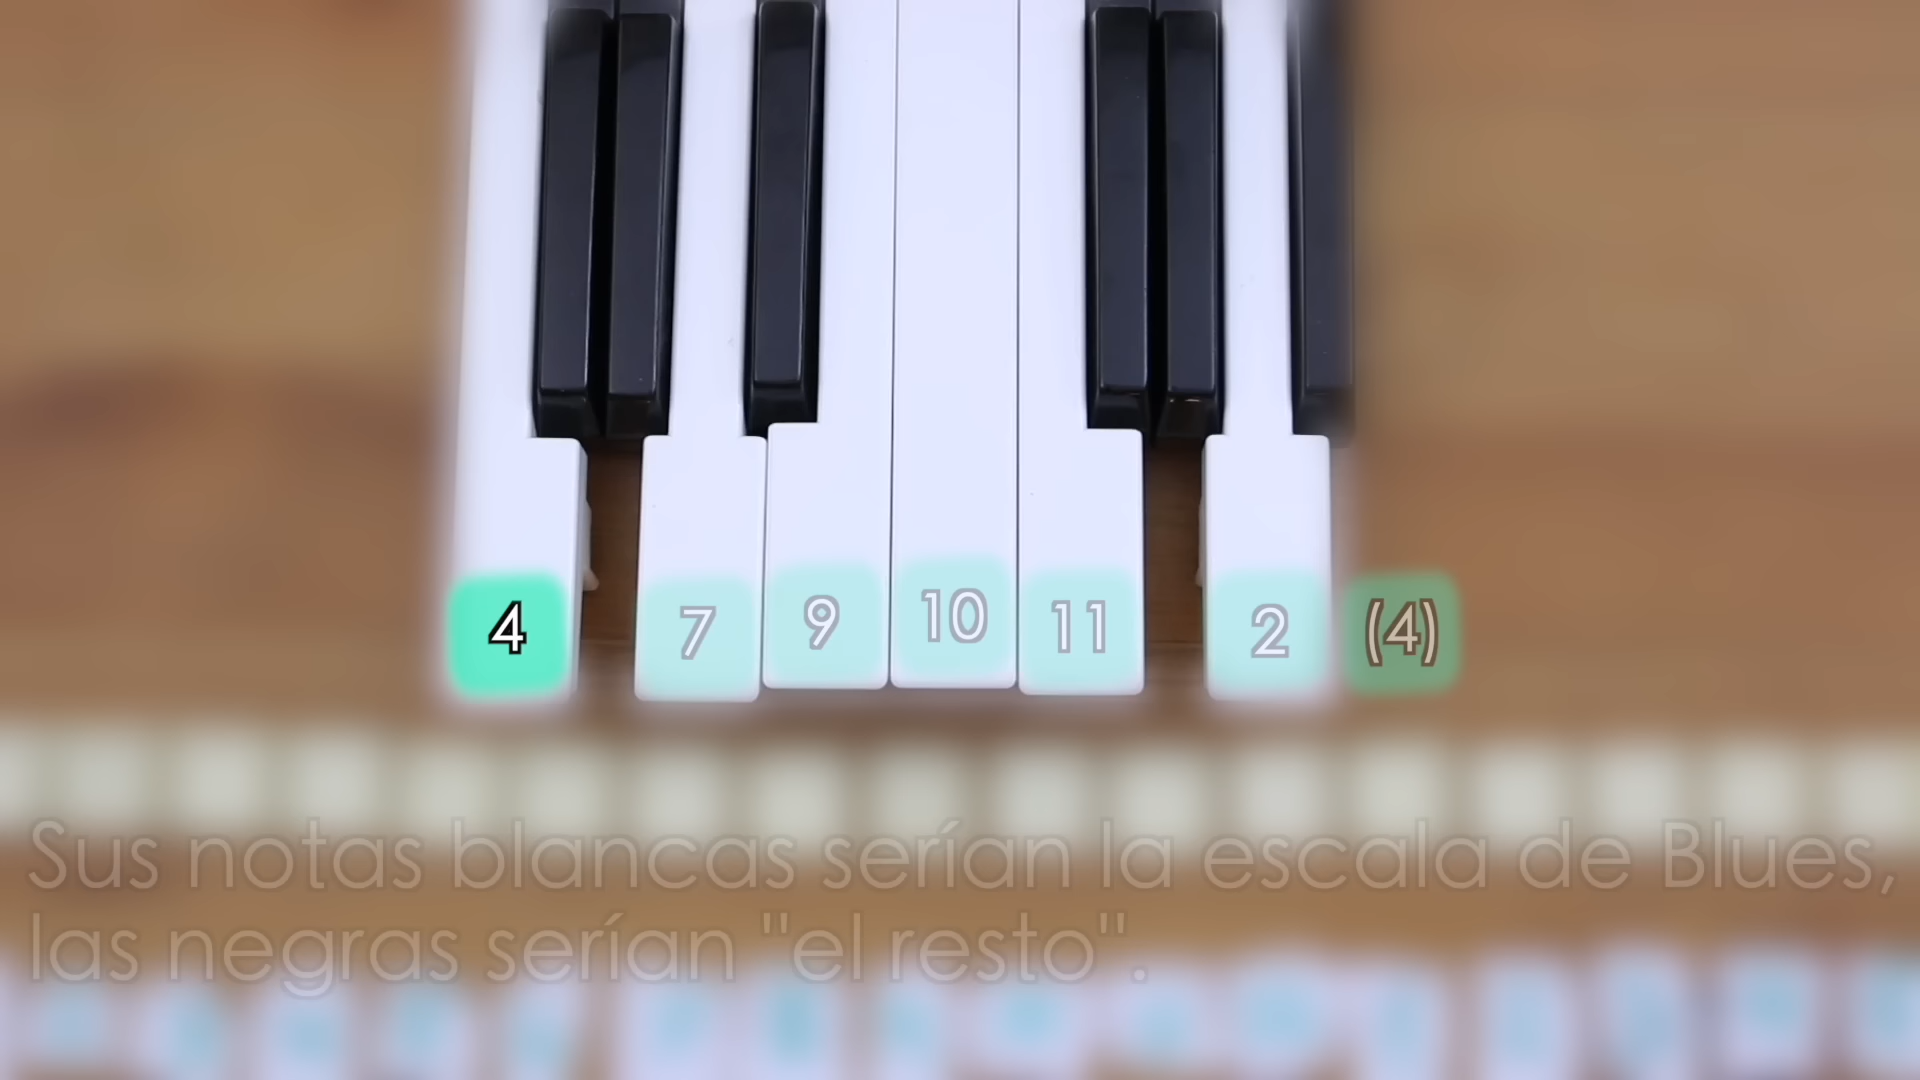 4 7 9 10 11 2 (4)
Sus notas blancas serían la escala de Blues,
las negras serían "el resto".